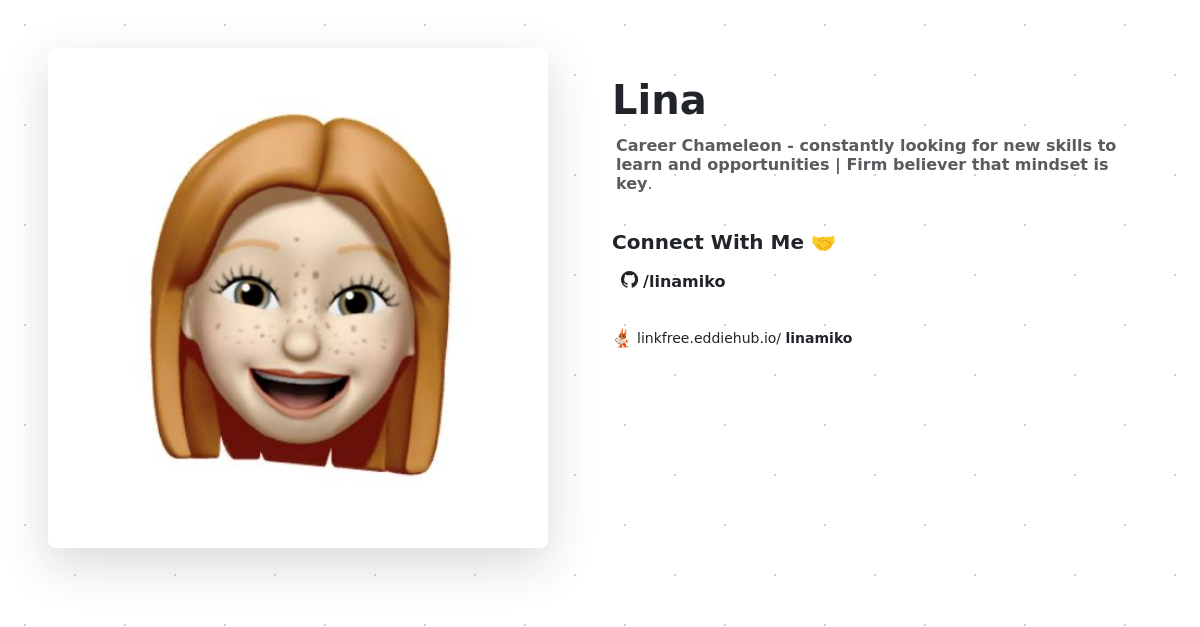 Lina
Career Chameleon - constantly looking for new skills to
learn and opportunities | Firm believer that mindset is
key.
Connect With Me 🤝
/linamiko
linkfree.eddiehub.io/ linamiko